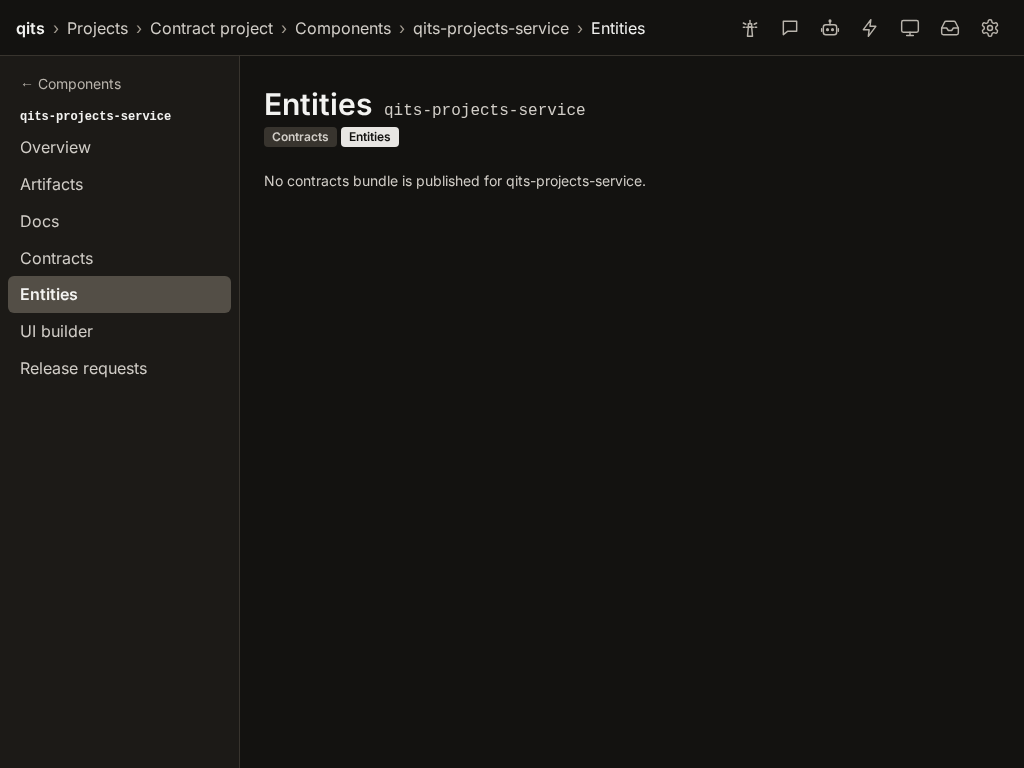 qits › Projects › Contract project › Components › qits-projects-service › Entities
← Components
qits-projects-service
Overview
Artifacts
Docs
Contracts
Entities
UI builder
Release requests
Entities qits-projects-service
Contracts Entities
No contracts bundle is published for qits-projects-service.